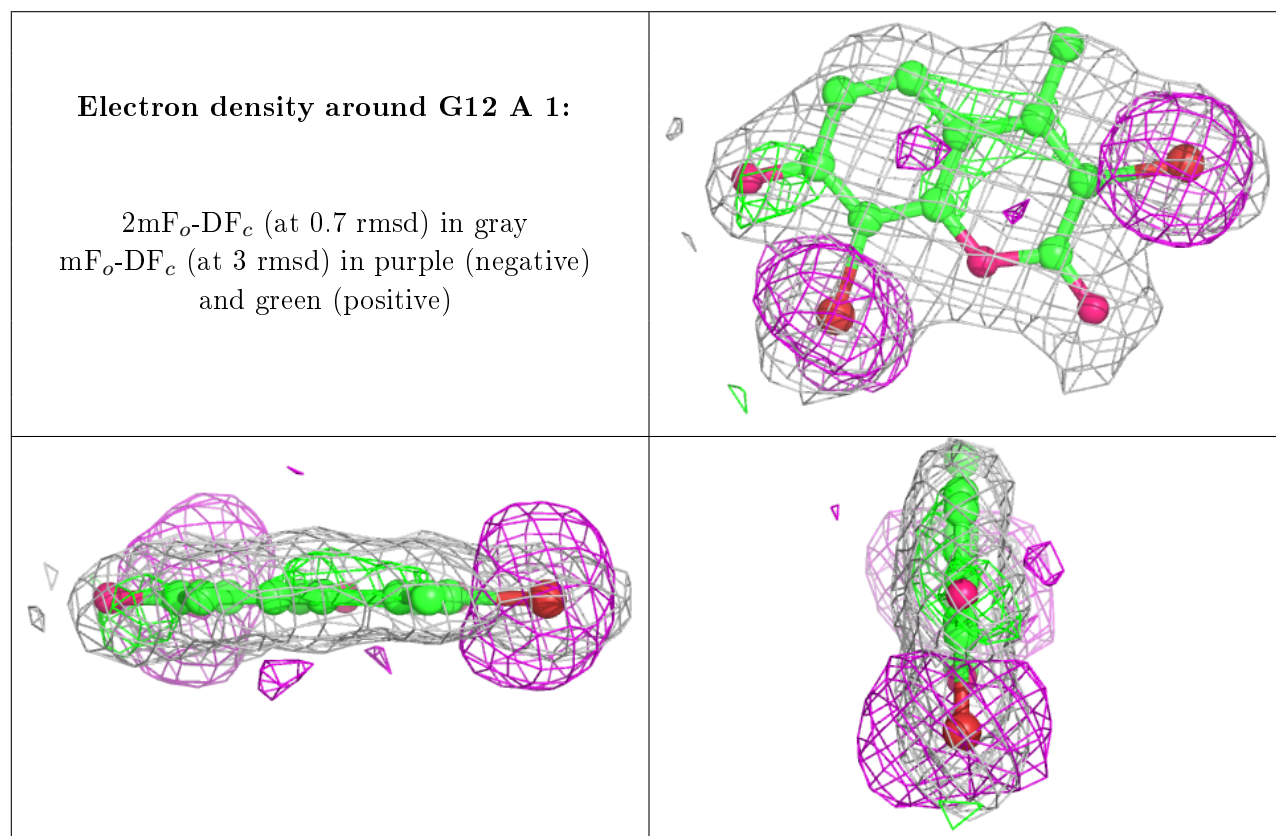 Electron density around G12 A 1:
2mFo-DFc (at 0.7 rmsd) in gray
mFo-DFc (at 3 rmsd) in purple (negative)
and green (positive)